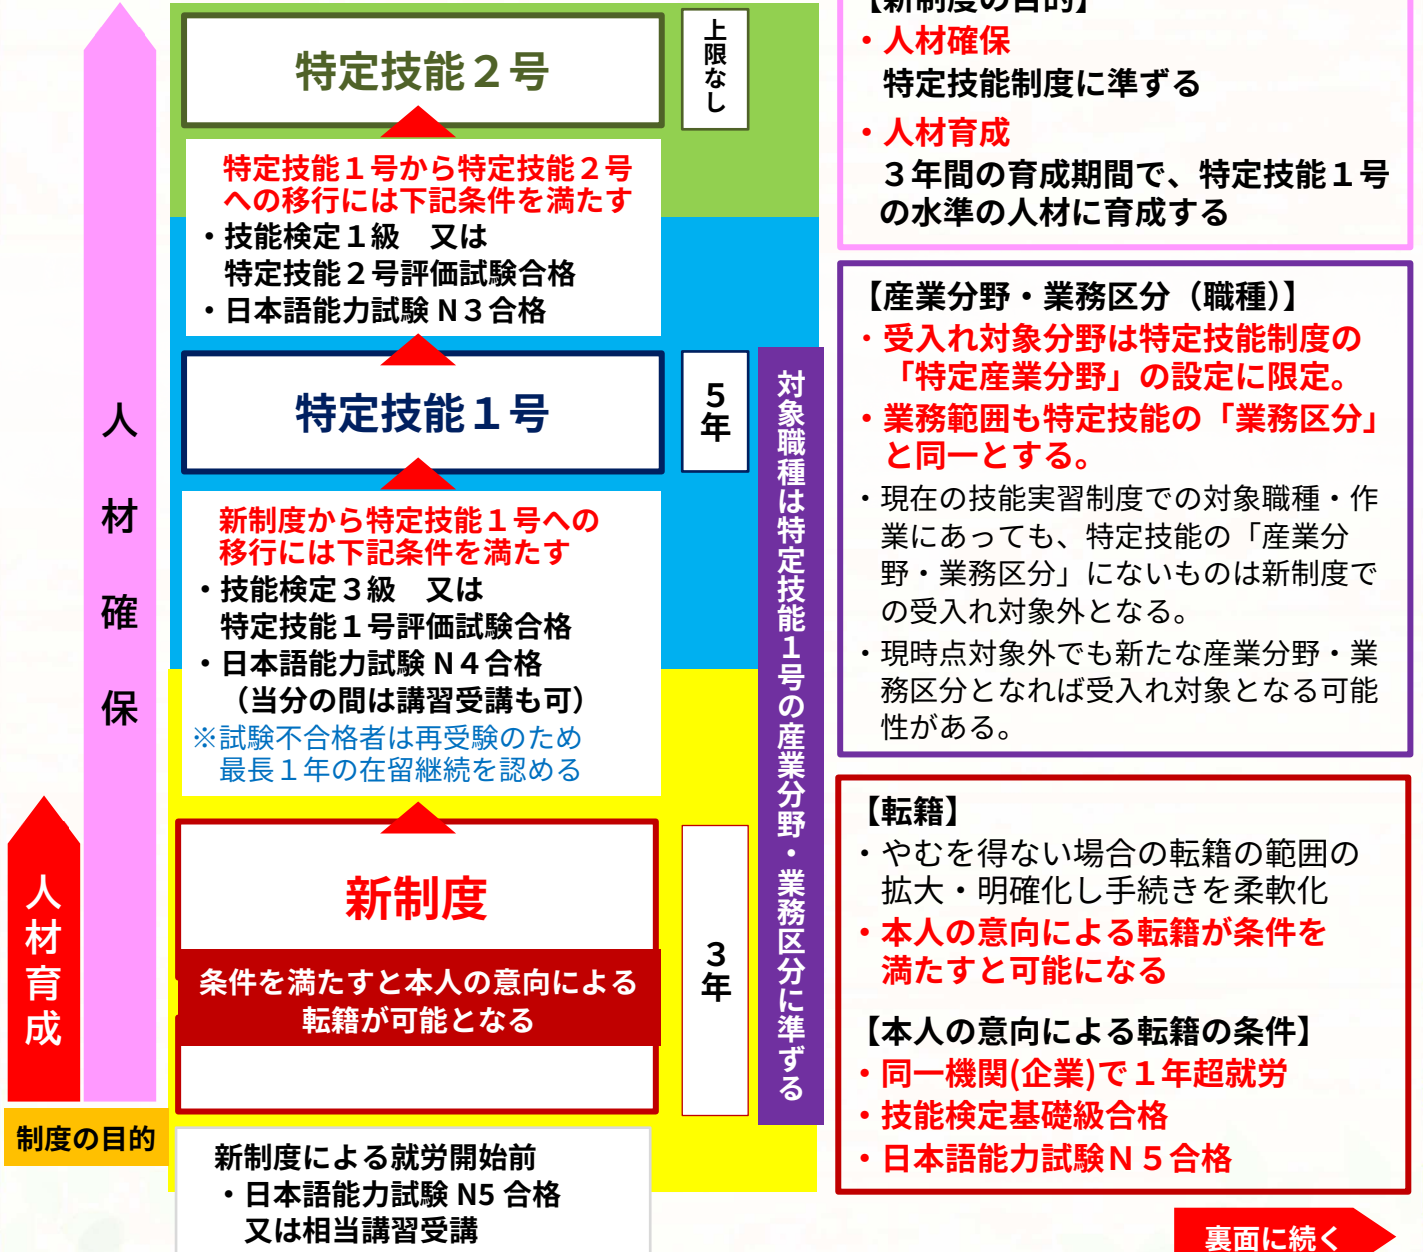 特定技能２号
上限なし
特定技能１号から特定技能２号
への移行には下記条件を満たす
・技能検定１級　又は
特定技能２号評価試験合格
・日本語能力試験 N３合格
特定技能１号
５年
新制度から特定技能１号への
移行には下記条件を満たす
・技能検定３級　又は
特定技能１号評価試験合格
・日本語能力試験 N４合格
（当分の間は講習受講も可）
※試験不合格者は再受験のため
最長１年の在留継続を認める
新制度
条件を満たすと本人の意向による
転籍が可能となる
３年
対象職種は特定技能１号の産業分野・業務区分に準ずる
人材確保
人材育成
制度の目的
新制度による就労開始前
・日本語能力試験 N5 合格
又は相当講習受講
【新制度の目的】
・人材確保
特定技能制度に準ずる
・人材育成
３年間の育成期間で、特定技能１号
の水準の人材に育成する
【産業分野・業務区分（職種）】
・受入れ対象分野は特定技能制度の
「特定産業分野」の設定に限定。
・業務範囲も特定技能の「業務区分」
と同一とする。
・現在の技能実習制度での対象職種・作
業にあっても、特定技能の「産業分
野・業務区分」にないものは新制度で
の受入れ対象外となる。
・現時点対象外でも新たな産業分野・業
務区分となれば受入れ対象となる可能
性がある。
【転籍】
・やむを得ない場合の転籍の範囲の
拡大・明確化し手続きを柔軟化
・本人の意向による転籍が条件を
満たすと可能になる
【本人の意向による転籍の条件】
・同一機関(企業)で１年超就労
・技能検定基礎級合格
・日本語能力試験Ｎ５合格
裏面に続く